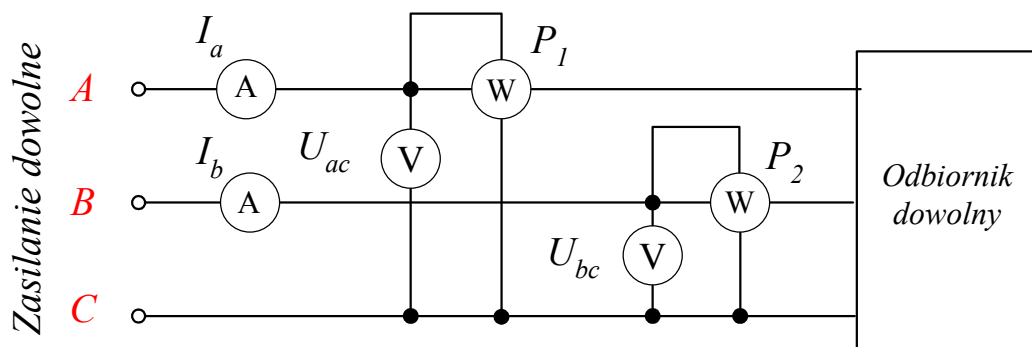 Zasilanie dowolne
I_a
P_1
A
A
W
I_b
U_ac
V
P_2
B
A
W
Odbiornik
dowolny
U_bc
V
C